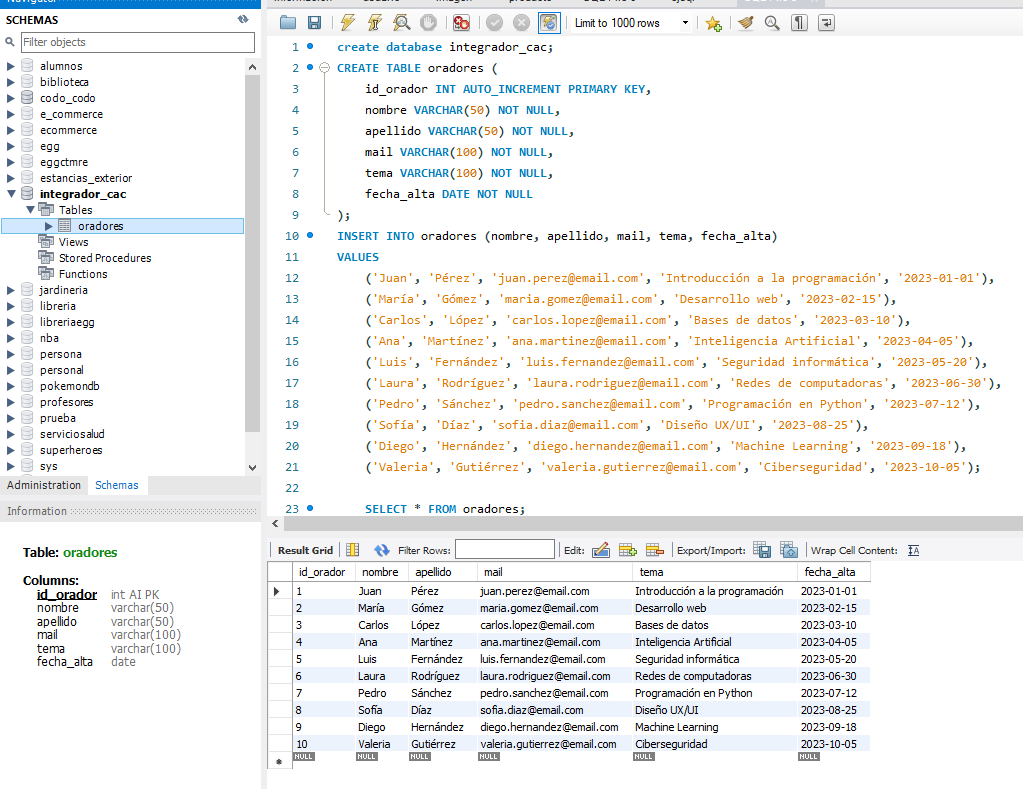 SCHEMAS
Filter objects
alumnos
biblioteca
codo_codo
e_commerce
ecommerce
egg
eggctmre
estancias_exterior
integrador_cac
Tables
oradores
Views
Stored Procedures
Functions
jardineria
libreria
libreriaegg
nba
persona
personal
pokemondb
profesores
prueba
serviciosalud
superheroes
sys
Administration Schemas
Information
Table: oradores
Columns:
id_orador int AI PK
nombre varchar(50)
apellido varchar(50)
mail varchar(100)
tema varchar(100)
fecha_alta date
Limit to 1000 rows
1 create database integrador_cac;
2 CREATE TABLE oradores (
3 id_orador INT AUTO_INCREMENT PRIMARY KEY,
4 nombre VARCHAR(50) NOT NULL,
5 apellido VARCHAR(50) NOT NULL,
6 mail VARCHAR(100) NOT NULL,
7 tema VARCHAR(100) NOT NULL,
8 fecha_alta DATE NOT NULL
9 );
10 INSERT INTO oradores (nombre, apellido, mail, tema, fecha_alta)
11 VALUES
12 ('Juan', 'Pérez', 'juan.perez@email.com', 'Introducción a la programación', '2023-01-01'),
13 ('María', 'Gómez', 'maria.gomez@email.com', 'Desarrollo web', '2023-02-15'),
14 ('Carlos', 'López', 'carlos.lopez@email.com', 'Bases de datos', '2023-03-10'),
15 ('Ana', 'Martínez', 'ana.martinez@email.com', 'Inteligencia Artificial', '2023-04-05'),
16 ('Luis', 'Fernández', 'luis.fernandez@email.com', 'Seguridad informática', '2023-05-20'),
17 ('Laura', 'Rodríguez', 'laura.rodriguez@email.com', 'Redes de computadoras', '2023-06-30'),
18 ('Pedro', 'Sánchez', 'pedro.sanchez@email.com', 'Programación en Python', '2023-07-12'),
19 ('Sofía', 'Díaz', 'sofia.diaz@email.com', 'Diseño UX/UI', '2023-08-25'),
20 ('Diego', 'Hernández', 'diego.hernandez@email.com', 'Machine Learning', '2023-09-18'),
21 ('Valeria', 'Gutiérrez', 'valeria.gutierrez@email.com', 'Ciberseguridad', '2023-10-05');
22
23 SELECT * FROM oradores;
Result Grid Filter Rows: Edit: Export/Import: Wrap Cell Content:
id_orador nombre apellido mail tema fecha_alta
1 Juan Pérez juan.perez@email.com Introducción a la programación 2023-01-01
2 María Gómez maria.gomez@email.com Desarrollo web 2023-02-15
3 Carlos López carlos.lopez@email.com Bases de datos 2023-03-10
4 Ana Martínez ana.martinez@email.com Inteligencia Artificial 2023-04-05
5 Luis Fernández luis.fernandez@email.com Seguridad informática 2023-05-20
6 Laura Rodríguez laura.rodriguez@email.com Redes de computadoras 2023-06-30
7 Pedro Sánchez pedro.sanchez@email.com Programación en Python 2023-07-12
8 Sofía Díaz sofia.diaz@email.com Diseño UX/UI 2023-08-25
9 Diego Hernández diego.hernandez@email.com Machine Learning 2023-09-18
10 Valeria Gutiérrez valeria.gutierrez@email.com Ciberseguridad 2023-10-05
NULL NULL NULL NULL NULL NULL